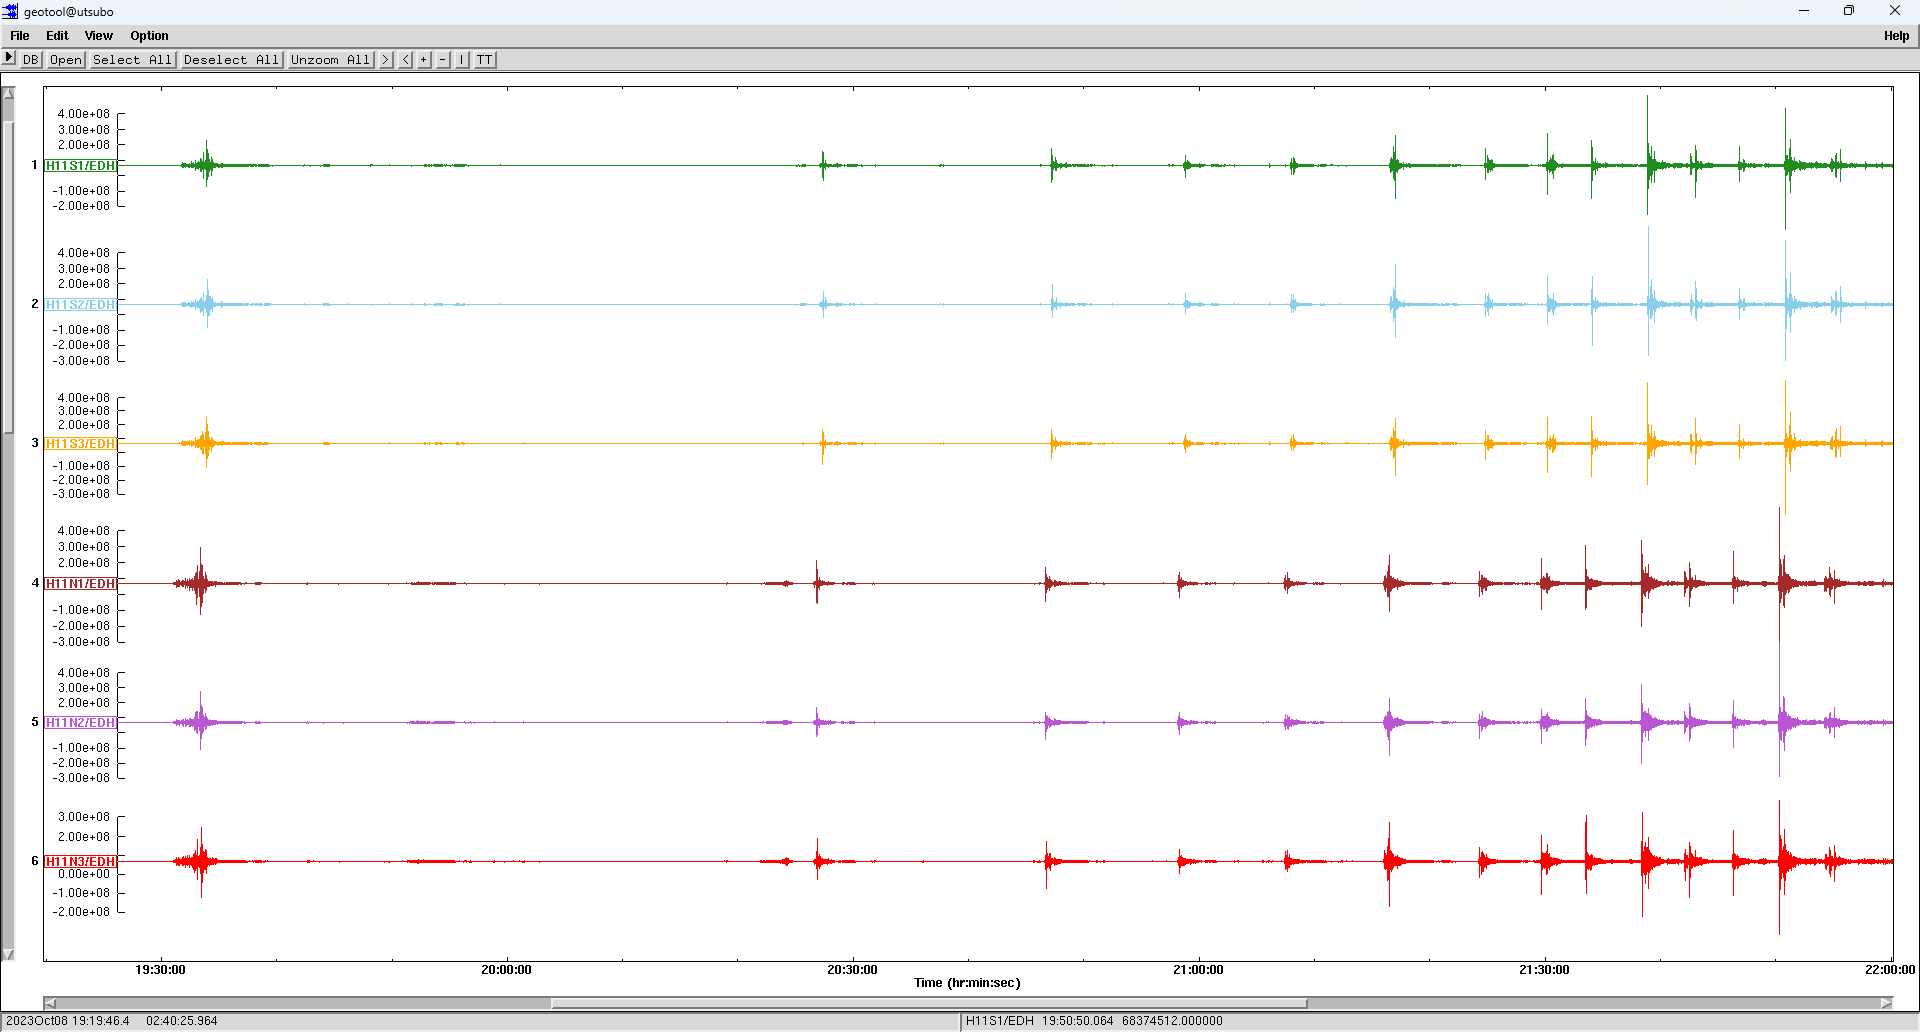 geotool@utsubo
File Edit View Option Help
DB Open Select All Deselect All Unzoom All > < + - | TT
4.00e+08
3.00e+08
2.00e+08
1 H11S1/EDH
-1.00e+08
-2.00e+08
4.00e+08
3.00e+08
2.00e+08
2 H11S2/EDH
-1.00e+08
-2.00e+08
-3.00e+08
4.00e+08
3.00e+08
2.00e+08
3 H11S3/EDH
-1.00e+08
-2.00e+08
-3.00e+08
4.00e+08
3.00e+08
2.00e+08
4 H11N1/EDH
-1.00e+08
-2.00e+08
-3.00e+08
4.00e+08
3.00e+08
2.00e+08
5 H11N2/EDH
-1.00e+08
-2.00e+08
-3.00e+08
3.00e+08
2.00e+08
6 H11N3/EDH
0.00e+00
-1.00e+08
-2.00e+08
19:30:00 20:00:00 20:30:00 21:00:00 21:30:00 22:00:00
Time (hr:min:sec)
2023Oct08 19:19:46.4 02:40:25.964 H11S1/EDH 19:50:50.064 68374512.000000